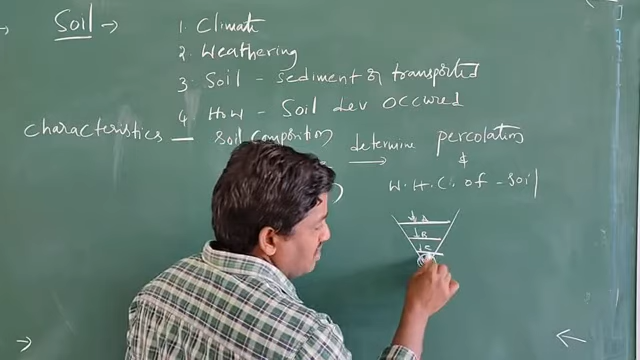 → Soil →
1. Climate
2. Weathering
3. Soil - sediment or transported
4. How - Soil dev occured
Characteristics - Soil Composition
determine → percolation
&
W.H.C. of - soil
A
B
C